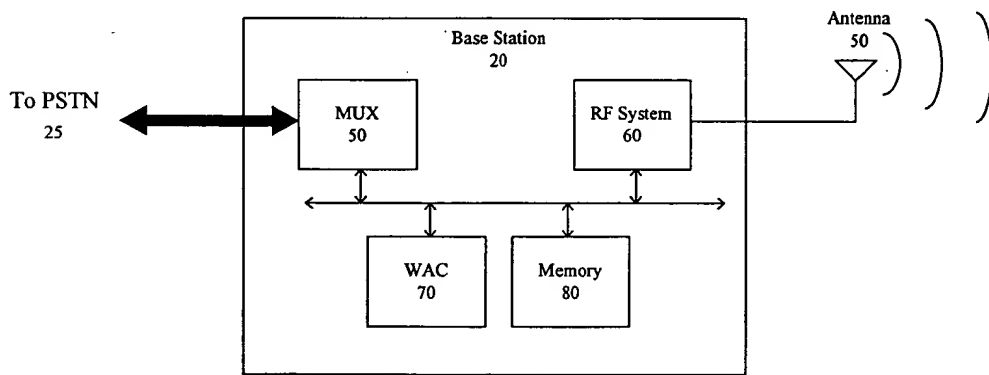 Base Station
20
Antenna
50
To PSTN
25
MUX
50
RF System
60
WAC
70
Memory
80